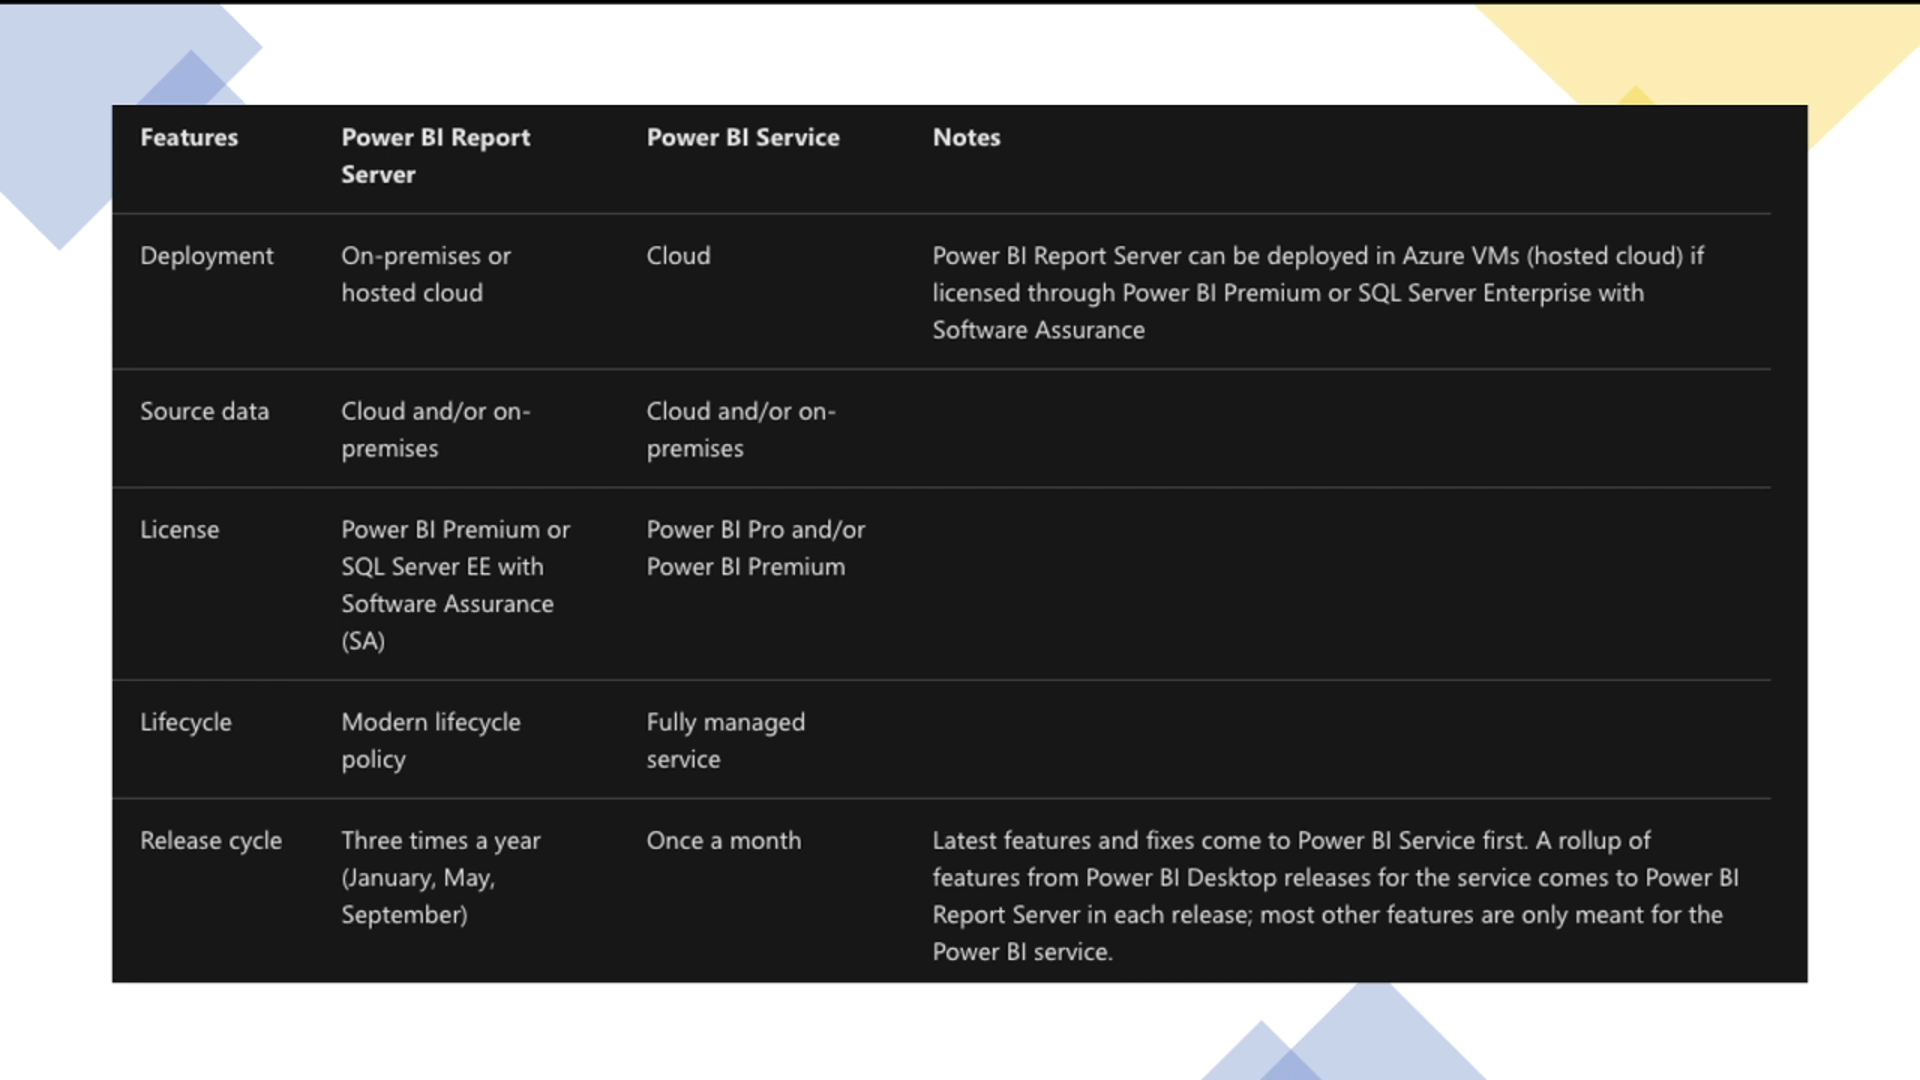 Features
Power BI Report
Server
Power BI Service
Notes
Deployment
On-premises or
hosted cloud
Cloud
Power BI Report Server can be deployed in Azure VMs (hosted cloud) if
licensed through Power BI Premium or SQL Server Enterprise with
Software Assurance
Source data
Cloud and/or on-
premises
Cloud and/or on-
premises
License
Power BI Premium or
SQL Server EE with
Software Assurance
(SA)
Power BI Pro and/or
Power BI Premium
Lifecycle
Modern lifecycle
policy
Fully managed
service
Release cycle
Three times a year
(January, May,
September)
Once a month
Latest features and fixes come to Power BI Service first. A rollup of
features from Power BI Desktop releases for the service comes to Power BI
Report Server in each release; most other features are only meant for the
Power BI service.